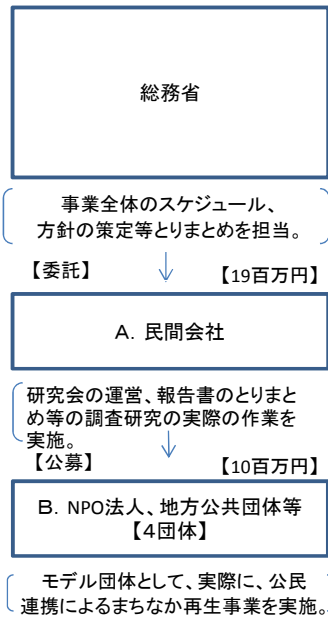 総務省
事業全体のスケジュール、
方針の策定等とりまとめを担当。
【委託】 【19百万円】
A．民間会社
研究会の運営、報告書のとりまと
め等の調査研究の実際の作業を
実施。
【公募】 【10百万円】
B．NPO法人、地方公共団体等
【４団体】
モデル団体として、実際に、公民
連携によるまちなか再生事業を実施。